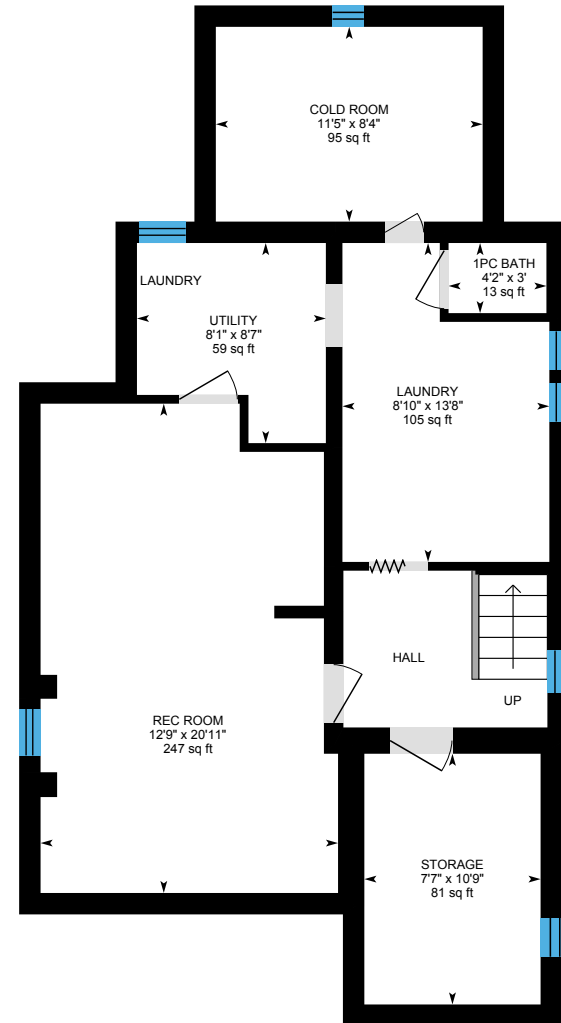 COLD ROOM
11'5" x 8'4"
95 sq ft
1PC BATH
4'2" x 3'
13 sq ft
LAUNDRY
UTILITY
8'1" x 8'7"
59 sq ft
LAUNDRY
8'10" x 13'8"
105 sq ft
HALL
UP
REC ROOM
12'9" x 20'11"
247 sq ft
STORAGE
7'7" x 10'9"
81 sq ft